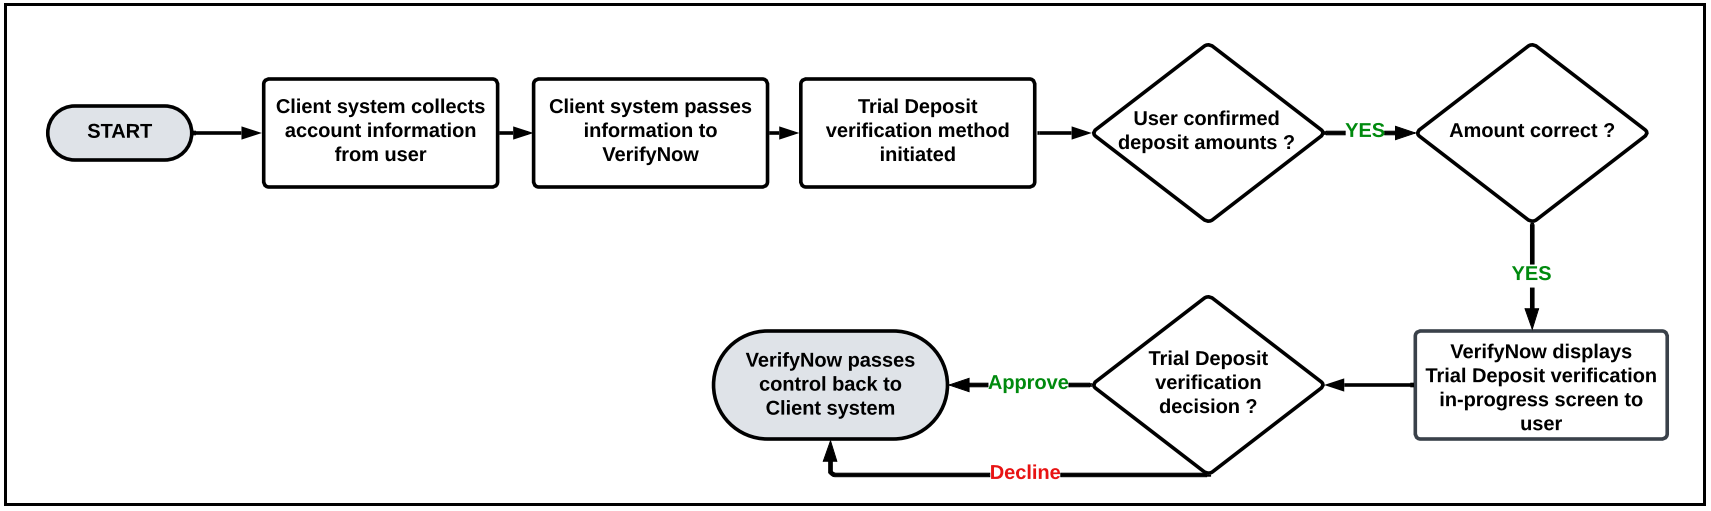 START
Client system collects
account information
from user
Client system passes
information to
VerifyNow
Trial Deposit
verification method
initiated
User confirmed
deposit amounts ?
YES
Amount correct ?
YES
VerifyNow displays
Trial Deposit verification
in-progress screen to
user
Trial Deposit
verification
decision ?
Approve
VerifyNow passes
control back to
Client system
Decline